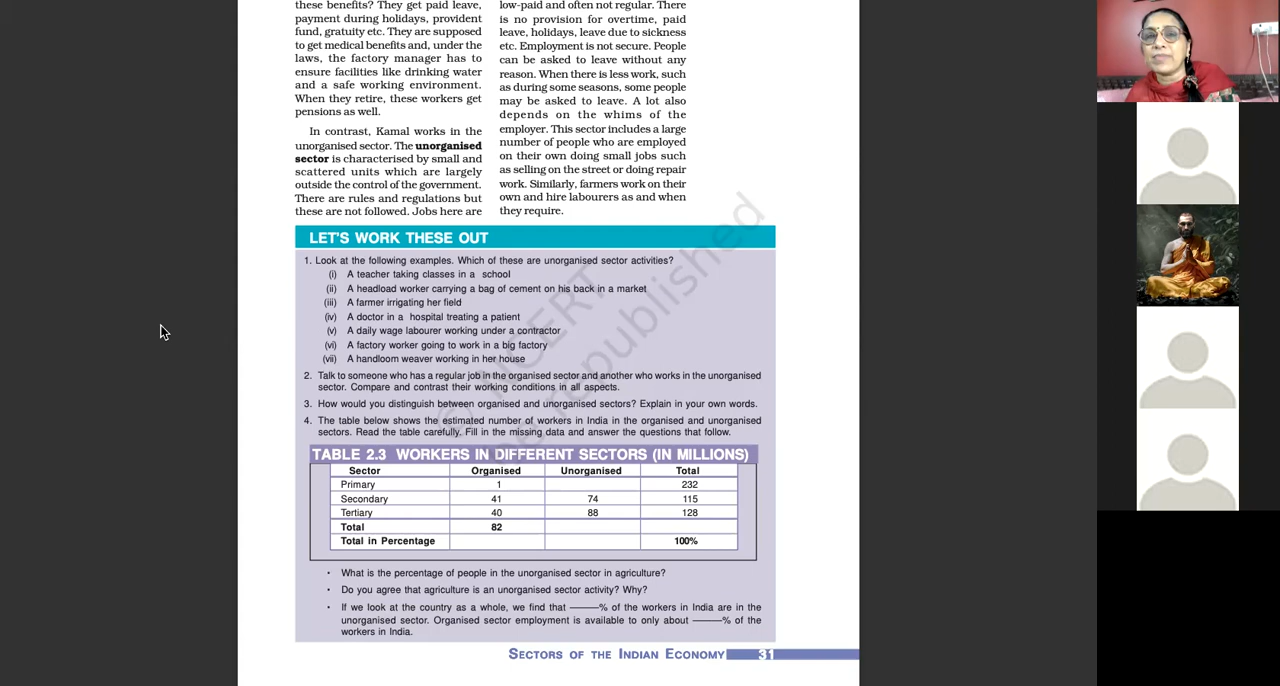 these benefits? They get paid leave,
payment during holidays, provident
fund, gratuity etc. They are supposed
to get medical benefits and, under the
laws, the factory manager has to
ensure facilities like drinking water
and a safe working environment.
When they retire, these workers get
pensions as well.
In contrast, Kamal works in the
unorganised sector. The unorganised
sector is characterised by small and
scattered units which are largely
outside the control of the government.
There are rules and regulations but
these are not followed. Jobs here are
low-paid and often not regular. There
is no provision for overtime, paid
leave, holidays, leave due to sickness
etc. Employment is not secure. People
can be asked to leave without any
reason. When there is less work, such
as during some seasons, some people
may be asked to leave. A lot also
depends on the whims of the
employer. This sector includes a large
number of people who are employed
on their own doing small jobs such
as selling on the street or doing repair
work. Similarly, farmers work on their
own and hire labourers as and when
they require.
LET'S WORK THESE OUT
1. Look at the following examples. Which of these are unorganised sector activities?
(i) A teacher taking classes in a school
(ii) A headload worker carrying a bag of cement on his back in a market
(iii) A farmer irrigating her field
(iv) A doctor in a hospital treating a patient
(v) A daily wage labourer working under a contractor
(vi) A factory worker going to work in a big factory
(vii) A handloom weaver working in her house
2. Talk to someone who has a regular job in the organised sector and another who works in the unorganised
sector. Compare and contrast their working conditions in all aspects.
3. How would you distinguish between organised and unorganised sectors? Explain in your own words.
4. The table below shows the estimated number of workers in India in the organised and unorganised
sectors. Read the table carefully. Fill in the missing data and answer the questions that follow.
TABLE 2.3 WORKERS IN DIFFERENT SECTORS (IN MILLIONS)
Sector Organised Unorganised Total
Primary 1 232
Secondary 41 74 115
Tertiary 40 88 128
Total 82
Total in Percentage 100%
• What is the percentage of people in the unorganised sector in agriculture?
• Do you agree that agriculture is an unorganised sector activity? Why?
• If we look at the country as a whole, we find that ———% of the workers in India are in the
unorganised sector. Organised sector employment is available to only about ———% of the
workers in India.
SECTORS OF THE INDIAN ECONOMY 31
© NCERT
be republished